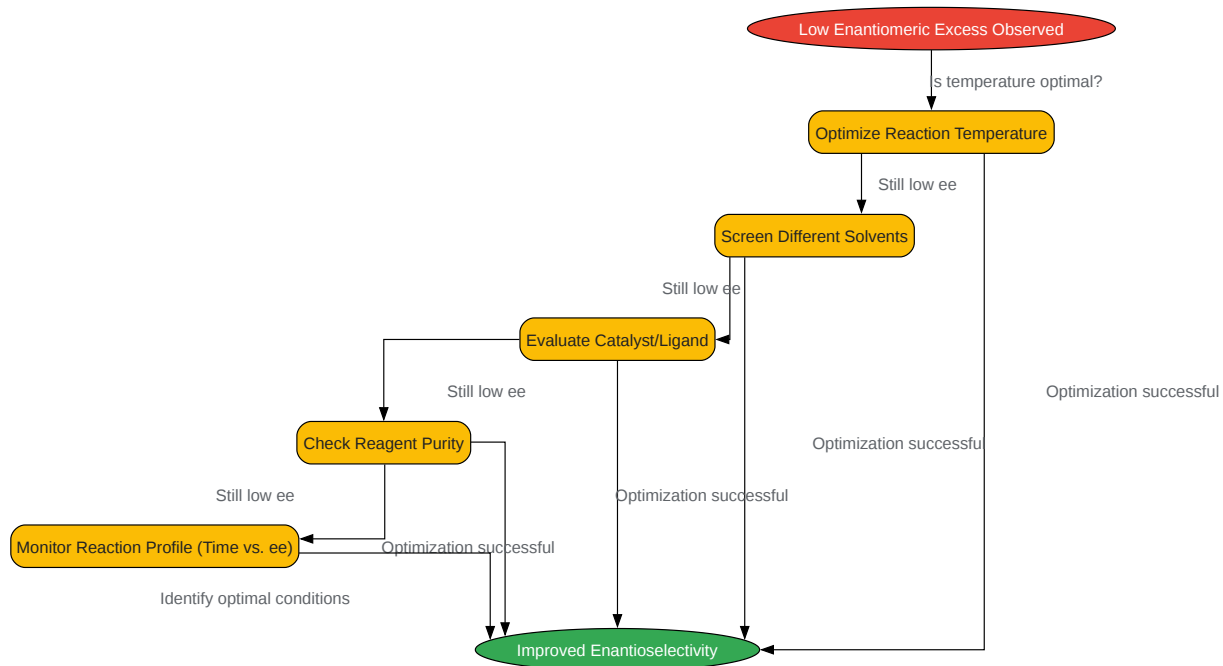 Low Enantiomeric Excess Observed
Is temperature optimal?
Optimize Reaction Temperature
Still low ee
Screen Different Solvents
Still low ee
Evaluate Catalyst/Ligand
Still low ee
Optimization successful
Check Reagent Purity
Optimization successful
Still low ee
Optimization successful
Monitor Reaction Profile (Time vs. ee)
Optimization successful
Identify optimal conditions
Improved Enantioselectivity